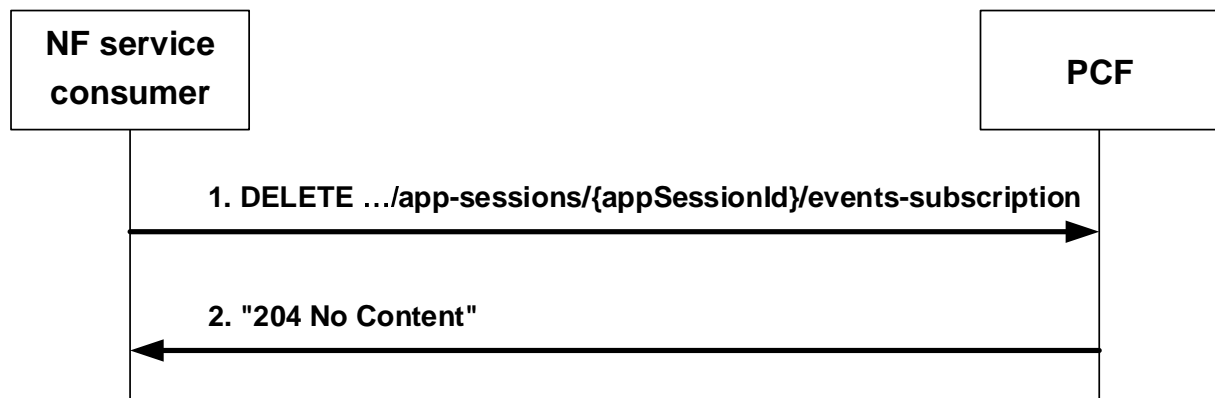 NF service
consumer
PCF
1. DELETE …/app-sessions/{appSessionId}/events-subscription
2. "204 No Content"